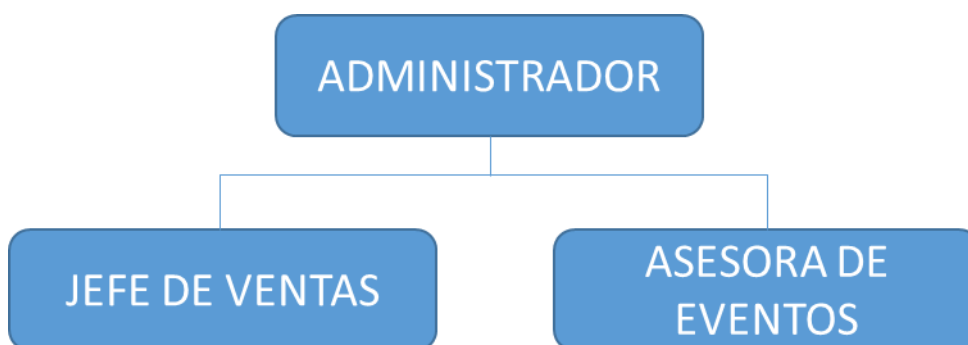 ADMINISTRADOR
JEFE DE VENTAS
ASESORA DE
EVENTOS